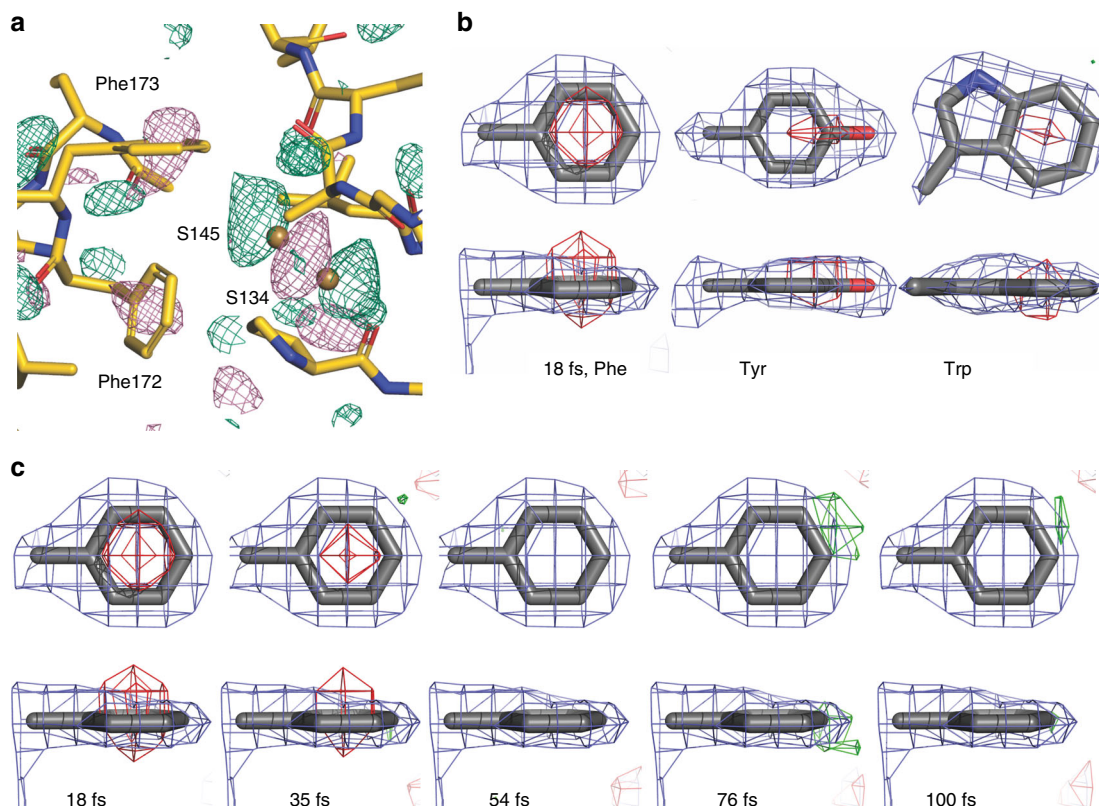 a
Phe173
S145
S134
Phe172
b
18 fs, Phe
Tyr
Trp
c
18 fs
35 fs
54 fs
76 fs
100 fs